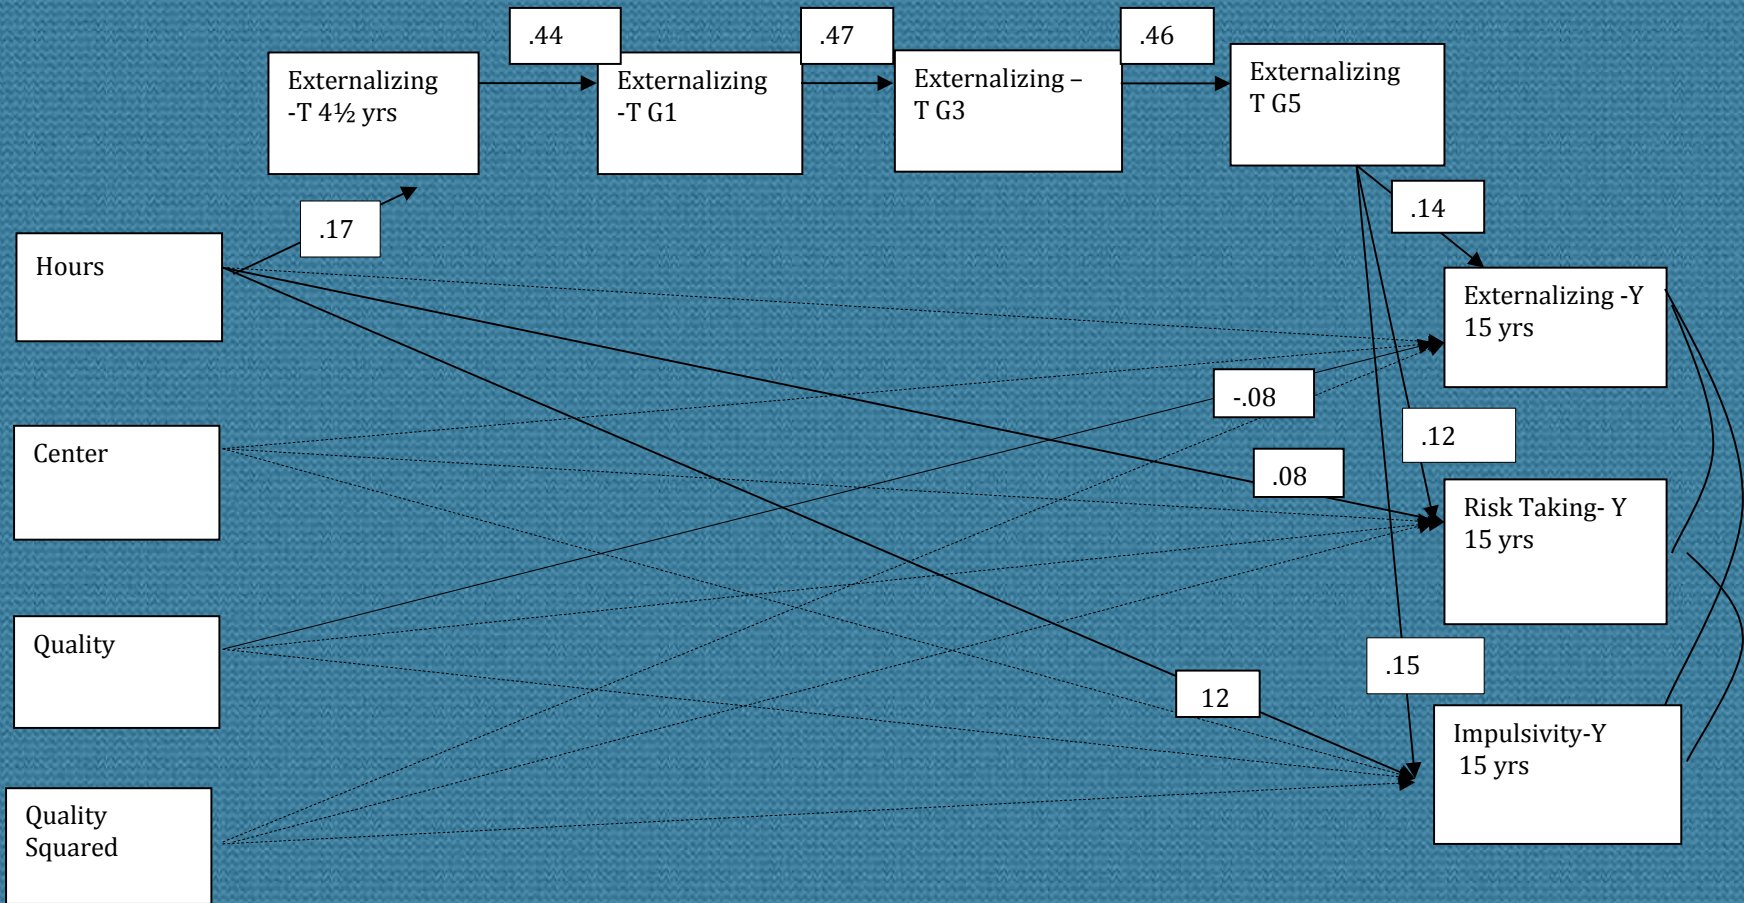 .44
.47
.46
Externalizing
-T 4½ yrs
Externalizing
-T G1
Externalizing –
T G3
Externalizing
T G5
.17
.14
Hours
Externalizing -Y
15 yrs
-.08
.12
Center
.08
Risk Taking- Y
15 yrs
Quality
.15
12
Impulsivity-Y
15 yrs
Quality
Squared